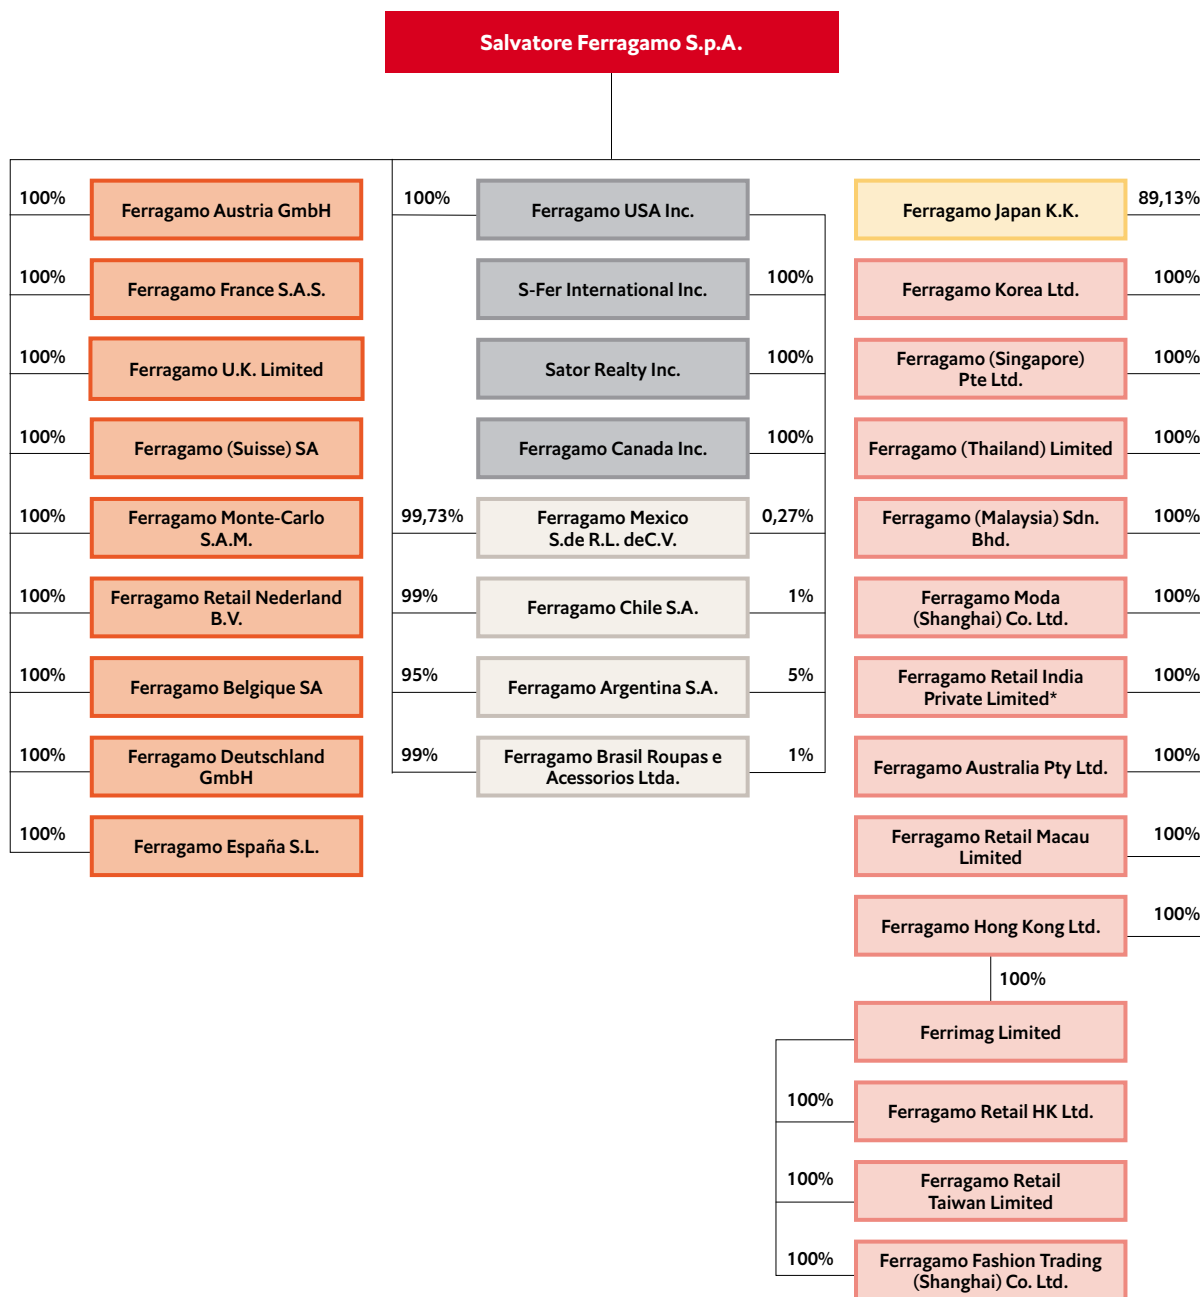 Salvatore Ferragamo S.p.A.
100%
Ferragamo Austria GmbH
100%
Ferragamo France S.A.S.
100%
Ferragamo U.K. Limited
100%
Ferragamo (Suisse) SA
100%
Ferragamo Monte-Carlo
S.A.M.
100%
Ferragamo Retail Nederland
B.V.
100%
Ferragamo Belgique SA
100%
Ferragamo Deutschland
GmbH
100%
Ferragamo España S.L.
100%
Ferragamo USA Inc.
S-Fer International Inc.
100%
Sator Realty Inc.
100%
Ferragamo Canada Inc.
100%
99,73%
Ferragamo Mexico
S.de R.L. deC.V.
0,27%
99%
Ferragamo Chile S.A.
1%
95%
Ferragamo Argentina S.A.
5%
99%
Ferragamo Brasil Roupas e
Acessorios Ltda.
1%
Ferragamo Japan K.K.
89,13%
Ferragamo Korea Ltd.
100%
Ferragamo (Singapore)
Pte Ltd.
100%
Ferragamo (Thailand) Limited
100%
Ferragamo (Malaysia) Sdn.
Bhd.
100%
Ferragamo Moda
(Shanghai) Co. Ltd.
100%
Ferragamo Retail India
Private Limited*
100%
Ferragamo Australia Pty Ltd.
100%
Ferragamo Retail Macau
Limited
100%
Ferragamo Hong Kong Ltd.
100%
100%
Ferrimag Limited
100%
Ferragamo Retail HK Ltd.
100%
Ferragamo Retail
Taiwan Limited
100%
Ferragamo Fashion Trading
(Shanghai) Co. Ltd.